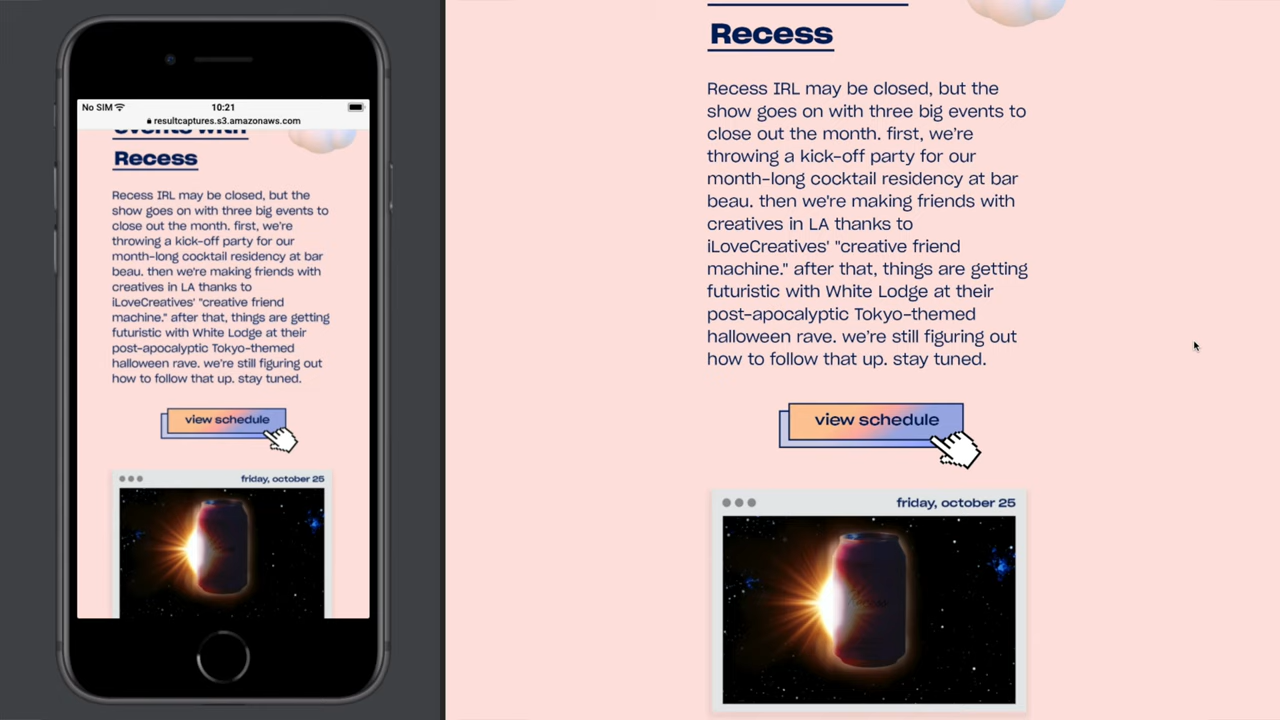 No SIM
10:21
resultcaptures.s3.amazonaws.com
Events with
Recess
Recess IRL may be closed, but the
show goes on with three big events to
close out the month. first, we're
throwing a kick-off party for our
month-long cocktail residency at bar
beau. then we're making friends with
creatives in LA thanks to
iLoveCreatives' "creative friend
machine." after that, things are getting
futuristic with White Lodge at their
post-apocalyptic Tokyo-themed
halloween rave. we're still figuring out
how to follow that up. stay tuned.
view schedule
friday, october 25
Recess
Recess IRL may be closed, but the
show goes on with three big events to
close out the month. first, we're
throwing a kick-off party for our
month-long cocktail residency at bar
beau. then we're making friends with
creatives in LA thanks to
iLoveCreatives' "creative friend
machine." after that, things are getting
futuristic with White Lodge at their
post-apocalyptic Tokyo-themed
halloween rave. we're still figuring out
how to follow that up. stay tuned.
view schedule
friday, october 25